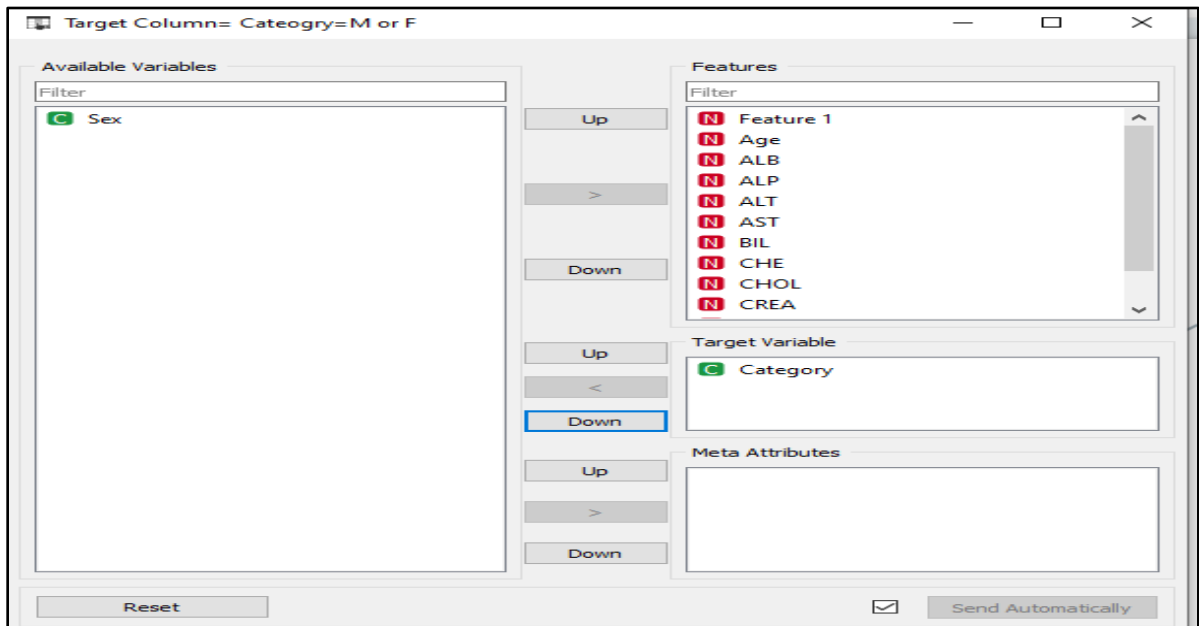 Target Column= Cateogry=M or F
Available Variables
Filter
C Sex
Up
>
Down
Features
Filter
N Feature 1
N Age
N ALB
N ALP
N ALT
N AST
N BIL
N CHE
N CHOL
N CREA
Up
<
Down
Target Variable
C Category
Up
>
Down
Meta Attributes
Reset
Send Automatically